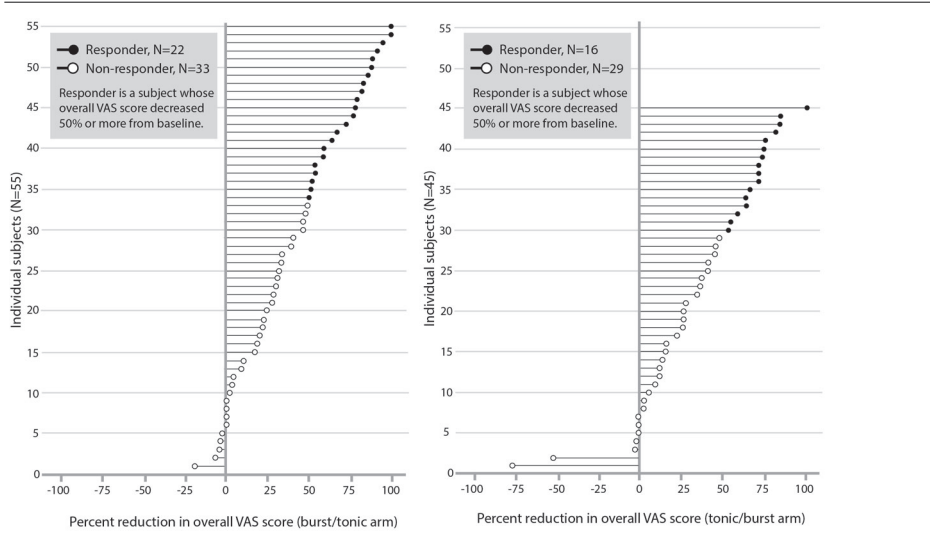 55
50
45
40
35
30
25
20
15
10
5
0
Individual subjects (N=55)
Responder, N=22
Non-responder, N=33
Responder is a subject whose
overall VAS score decreased
50% or more from baseline.
-100 -75 -50 -25 0 25 50 75 100
Percent reduction in overall VAS score (burst/tonic arm)
55
50
45
40
35
30
25
20
15
10
5
0
Individual subjects (N=45)
Responder, N=16
Non-responder, N=29
Responder is a subject whose
overall VAS score decreased
50% or more from baseline.
-100 -75 -50 -25 0 25 50 75 100
Percent reduction in overall VAS score (tonic/burst arm)